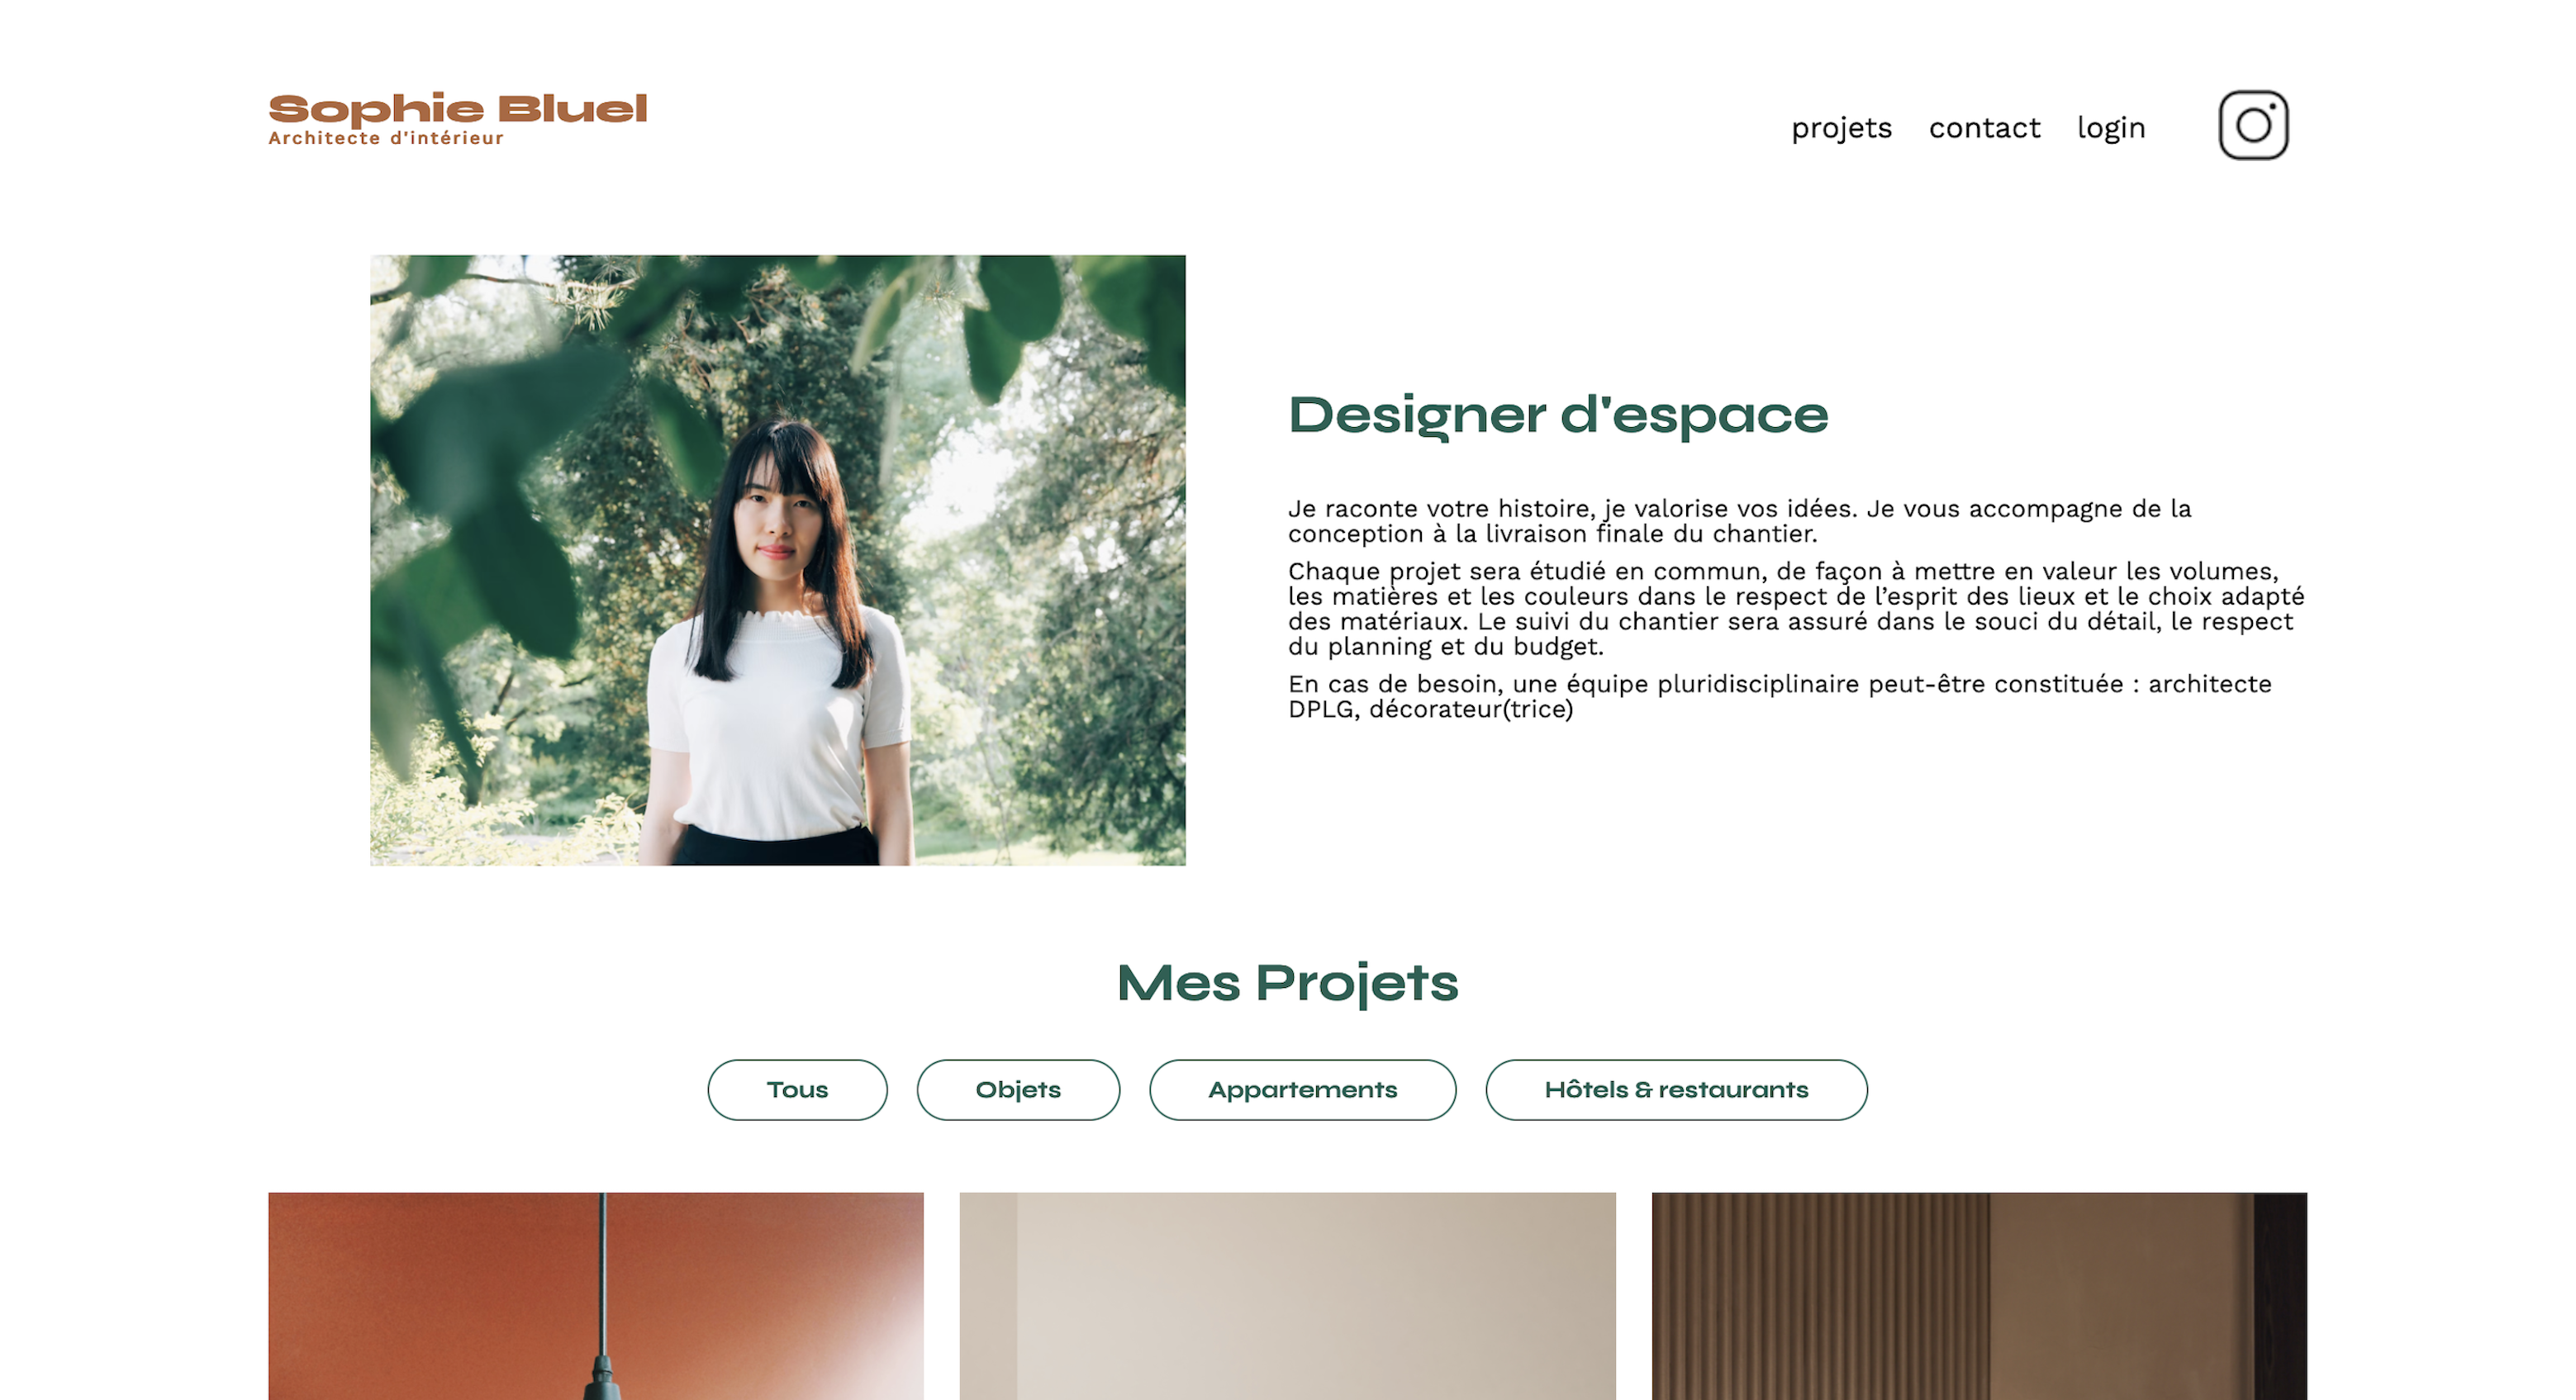 Sophie Bluel
Architecte d'intérieur
projets contact login
Designer d'espace
Je raconte votre histoire, je valorise vos idées. Je vous accompagne de la
conception à la livraison finale du chantier.
Chaque projet sera étudié en commun, de façon à mettre en valeur les volumes,
les matières et les couleurs dans le respect de l’esprit des lieux et le choix adapté
des matériaux. Le suivi du chantier sera assuré dans le souci du détail, le respect
du planning et du budget.
En cas de besoin, une équipe pluridisciplinaire peut-être constituée : architecte
DPLG, décorateur(trice)
Mes Projets
Tous Objets Appartements Hôtels & restaurants